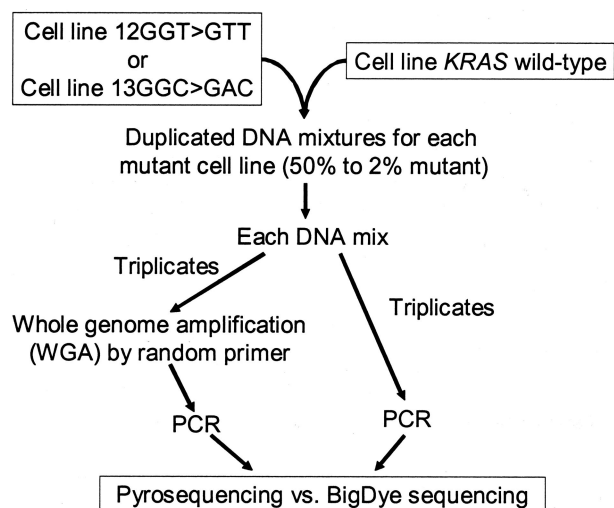 Cell line 12GGT>GTT
or
Cell line 13GGC>GAC
Cell line KRAS wild-type
Duplicated DNA mixtures for each
mutant cell line (50% to 2% mutant)
Each DNA mix
Triplicates
Triplicates
Whole genome amplification
(WGA) by random primer
PCR
PCR
Pyrosequencing vs. BigDye sequencing